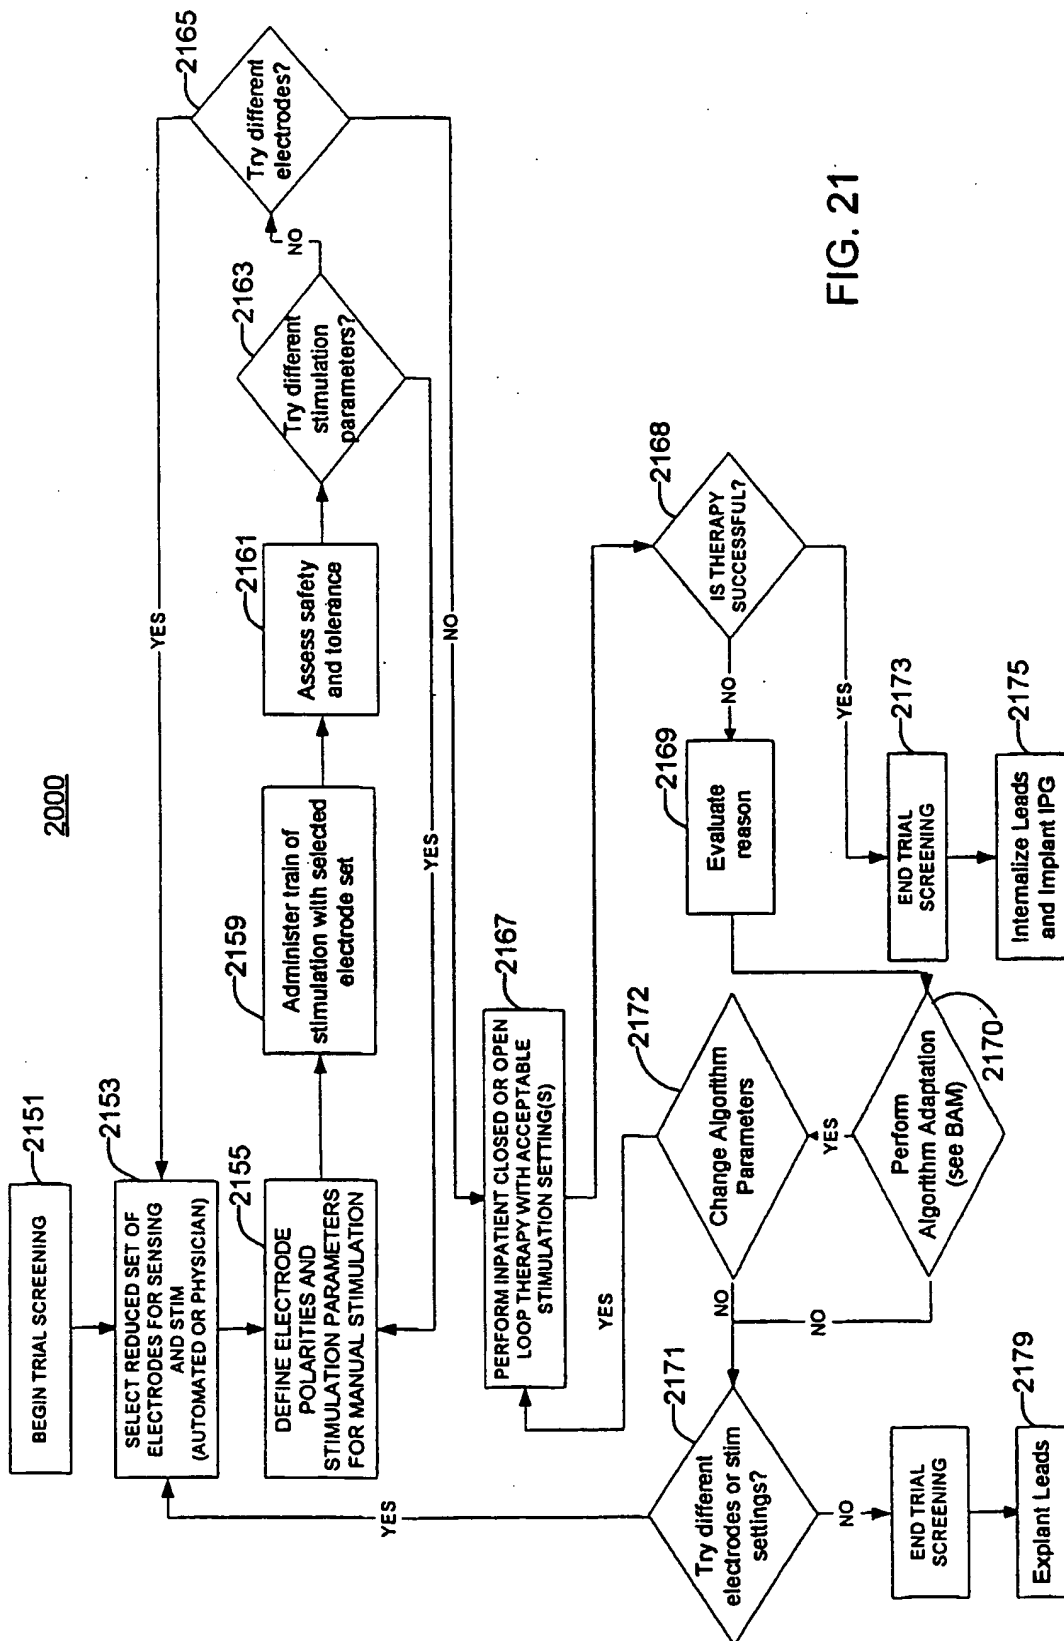 2000
2151
BEGIN TRIAL SCREENING
2153
SELECT REDUCED SET OF
ELECTRODES FOR SENSING
AND STIM
(AUTOMATED OR PHYSICIAN)
2155
DEFINE ELECTRODE
POLARITIES AND
STIMULATION PARAMETERS
FOR MANUAL STIMULATION
2159
Administer train of
stimulation with selected
electrode set
2161
Assess safety
and tolerance
2163
Try different
stimulation
parameters?
NO
YES
2165
Try different
electrodes?
YES
NO
2167
PERFORM INPATIENT CLOSED OR OPEN
LOOP THERAPY WITH ACCEPTABLE
STIMULATION SETTING(S)
2168
IS THERAPY
SUCCESSFUL?
NO
YES
2169
Evaluate
reason
2170
Perform
Algorithm Adaptation
(see BAM)
YES
NO
2172
Change Algorithm
Parameters
YES
NO
2171
Try different
electrodes or stim
settings?
YES
NO
END TRIAL
SCREENING
2179
Explant Leads
2173
END TRIAL
SCREENING
2175
Internalize Leads
and Implant IPG
FIG. 21